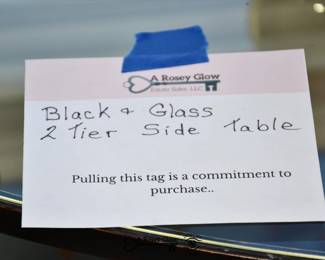 A Rosey Glow
Estate Sales, LLC
Black & Glass
2 Tier Side Table
Pulling this tag is a commitment to
purchase..